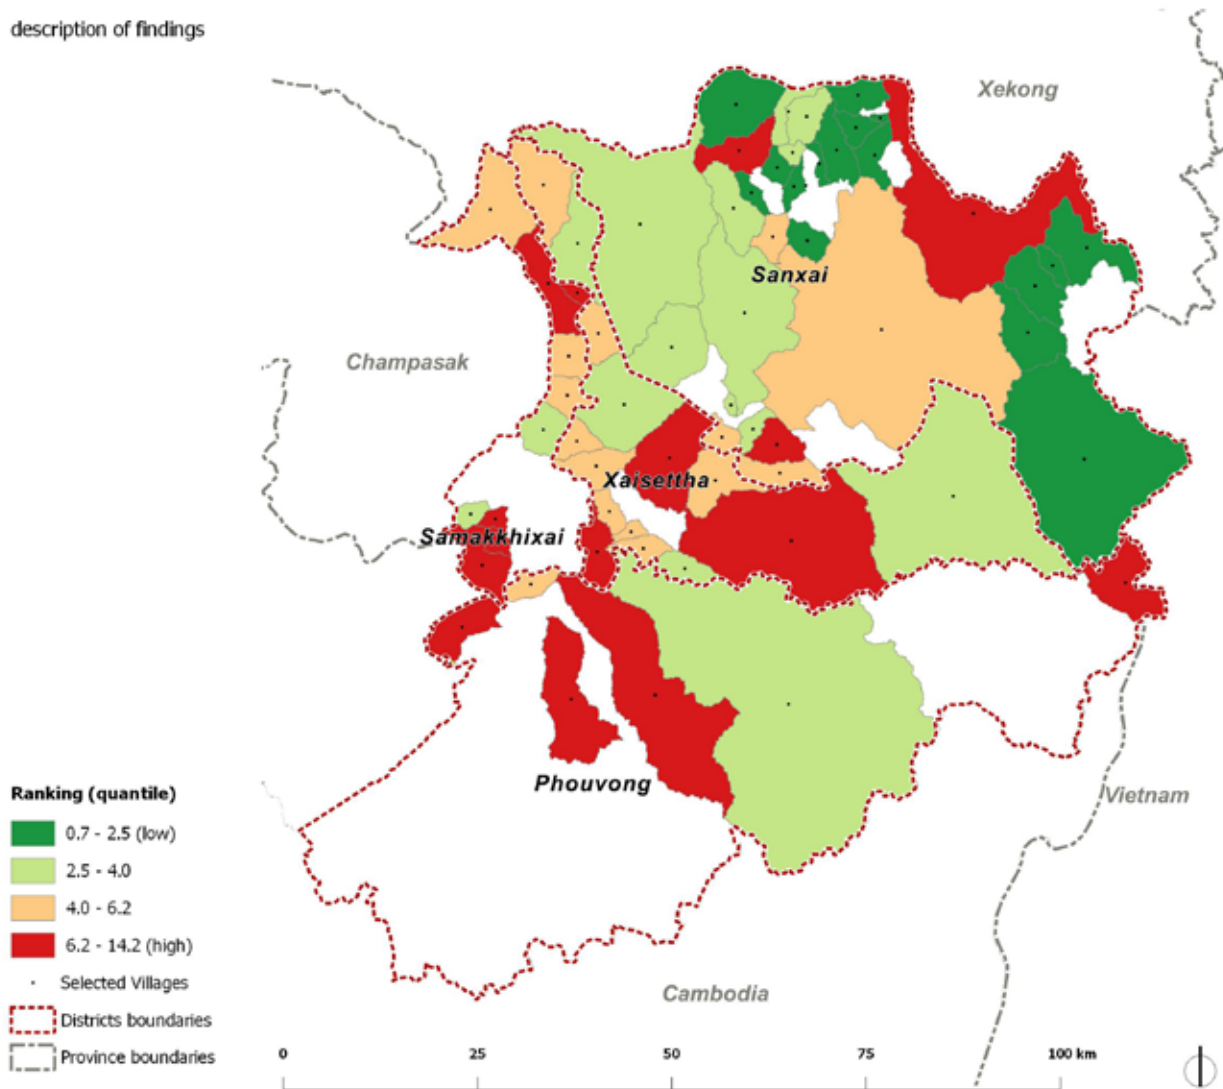 description of findings
Xekong
Sanxai
Champasak
Xaisettha
Samakkhixai
Phouvong
Vietnam
Cambodia
Ranking (quantile)
0.7 - 2.5 (low)
2.5 - 4.0
4.0 - 6.2
6.2 - 14.2 (high)
Selected Villages
Districts boundaries
Province boundaries
0 25 50 75 100 km